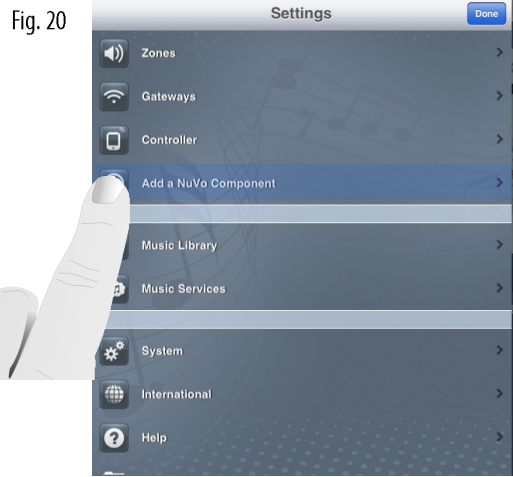 Fig. 20
Settings
Done
Zones
Gateways
Controller
Add a NuVo Component
Music Library
Music Services
System
International
Help